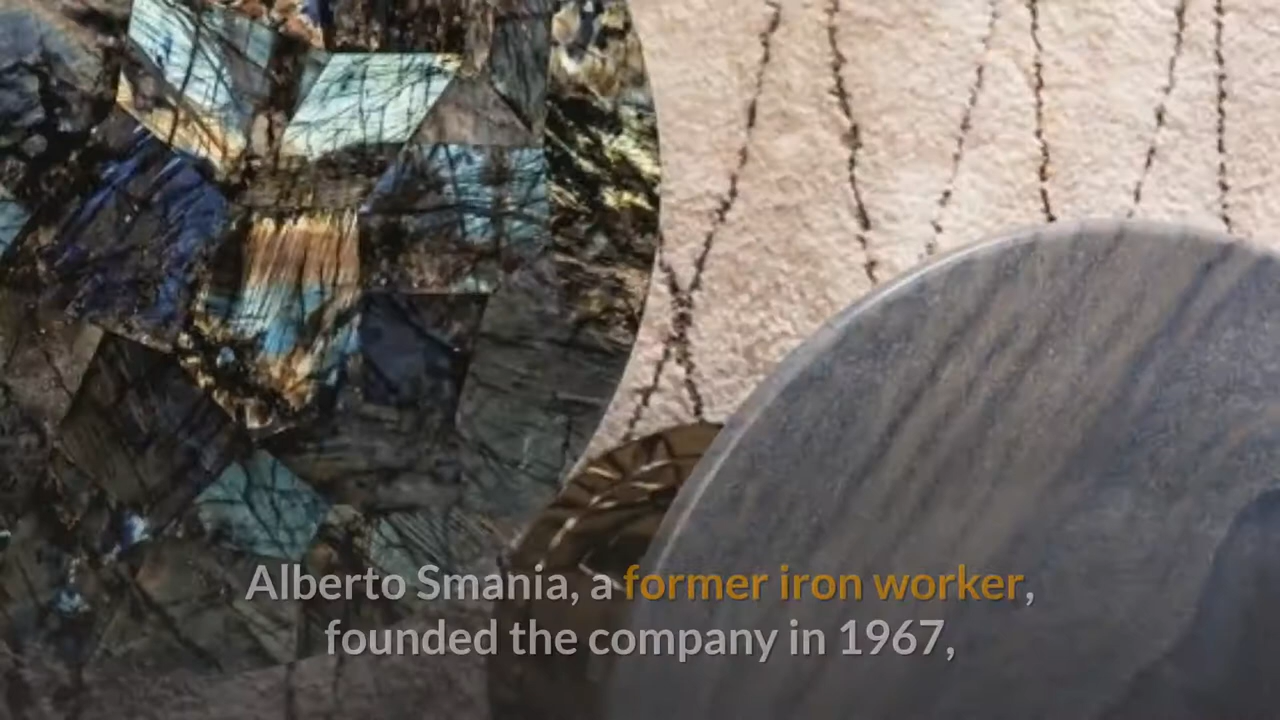 Alberto Smania, a former iron worker,
founded the company in 1967,